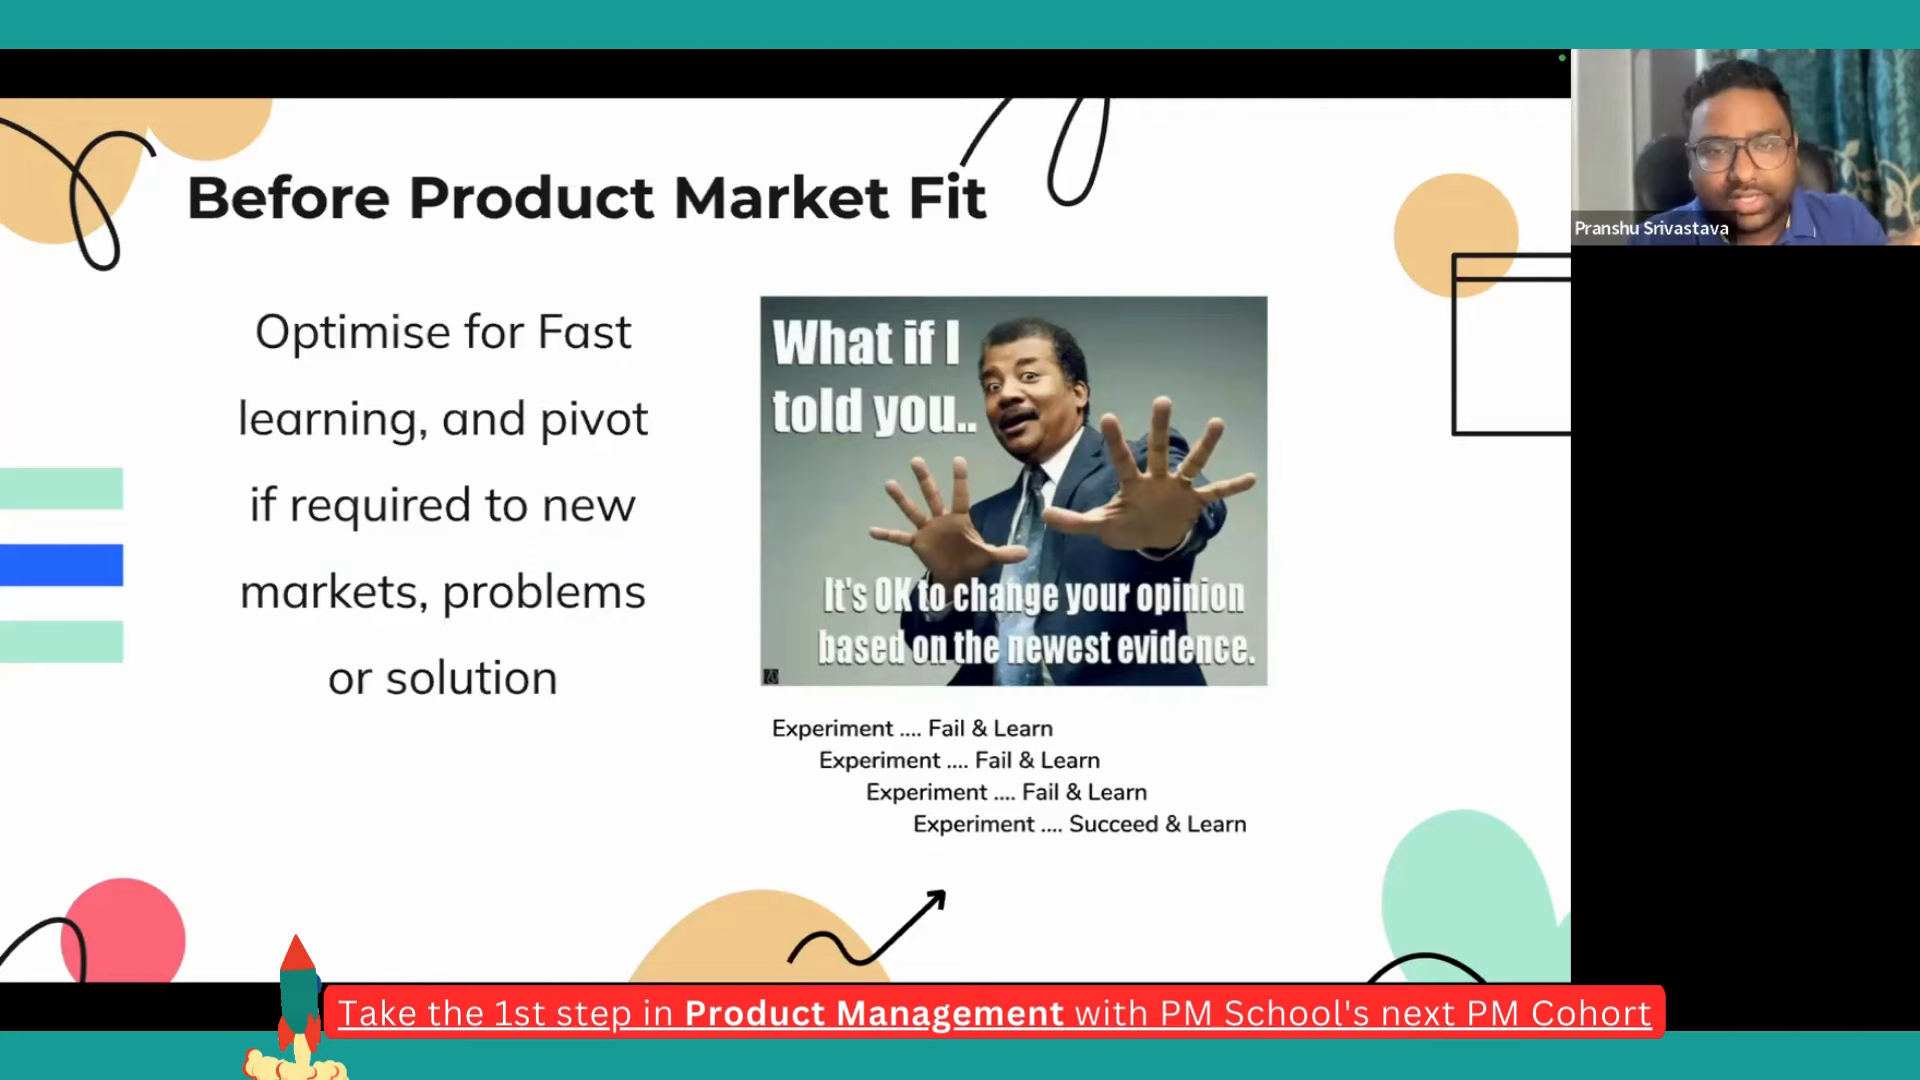 Before Product Market Fit
Optimise for Fast
learning, and pivot
if required to new
markets, problems
or solution
What if I
told you..
It's OK to change your opinion
based on the newest evidence.
Experiment .... Fail & Learn
Experiment .... Fail & Learn
Experiment .... Fail & Learn
Experiment .... Succeed & Learn
Pranshu Srivastava
Take the 1st step in Product Management with PM School's next PM Cohort